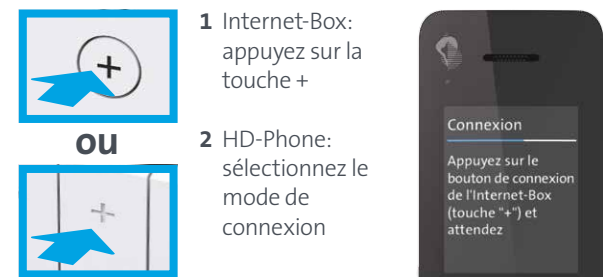 +
ou
+
1 Internet-Box:
appuyez sur la
touche +
2 HD-Phone:
sélectionnez le
mode de
connexion
Connexion
Appuyez sur le
bouton de connexion
de l'Internet-Box
(touche "+") et
attendez